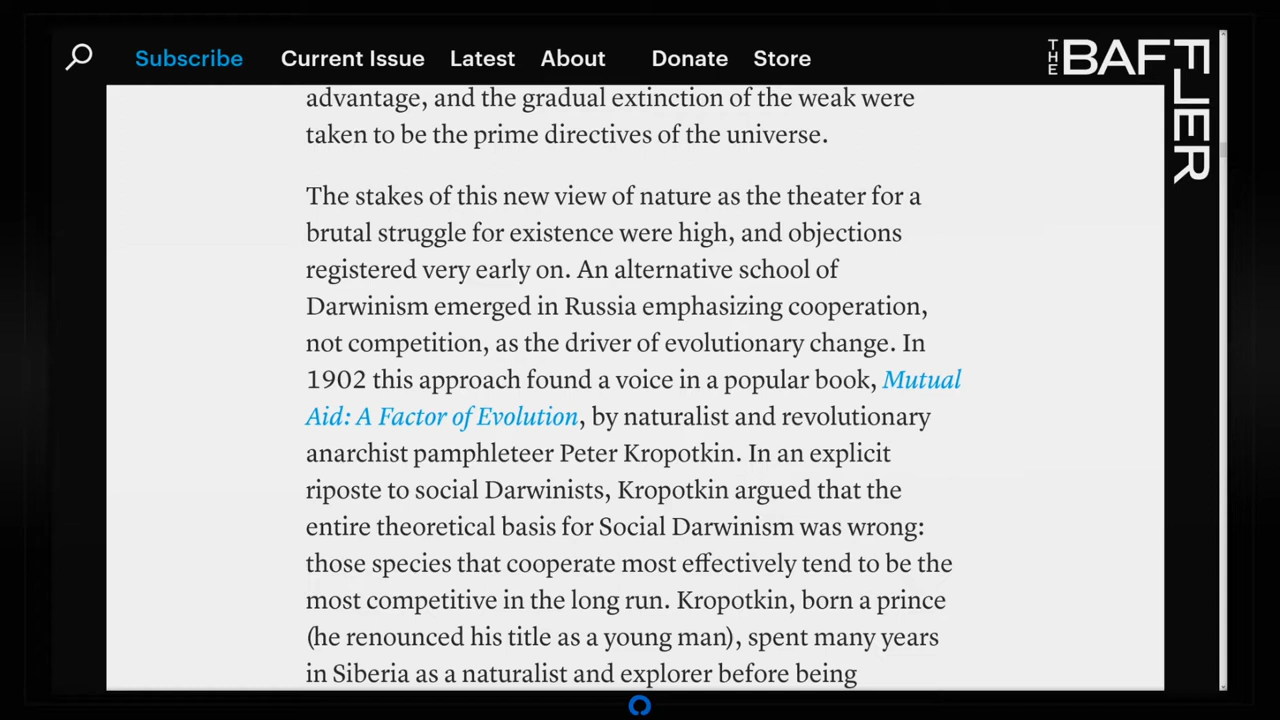 Subscribe Current Issue Latest About Donate Store
THE BAFFLER
advantage, and the gradual extinction of the weak were
taken to be the prime directives of the universe.
The stakes of this new view of nature as the theater for a
brutal struggle for existence were high, and objections
registered very early on. An alternative school of
Darwinism emerged in Russia emphasizing cooperation,
not competition, as the driver of evolutionary change. In
1902 this approach found a voice in a popular book, Mutual
Aid: A Factor of Evolution, by naturalist and revolutionary
anarchist pamphleteer Peter Kropotkin. In an explicit
riposte to social Darwinists, Kropotkin argued that the
entire theoretical basis for Social Darwinism was wrong:
those species that cooperate most effectively tend to be the
most competitive in the long run. Kropotkin, born a prince
(he renounced his title as a young man), spent many years
in Siberia as a naturalist and explorer before being